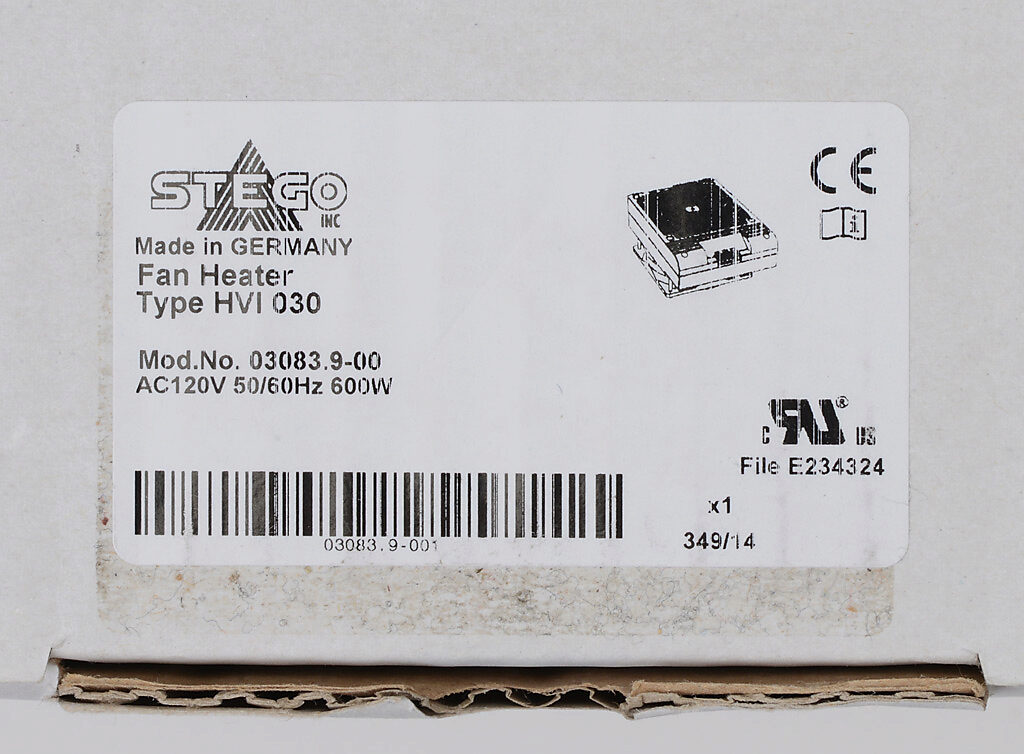 STEGO
INC
Made in GERMANY
Fan Heater
Type HVI 030
Mod.No. 03083.9-00
AC120V 50/60Hz 600W
03083.9-001
CE
i
c RU® US
File E234324
x1
349/14